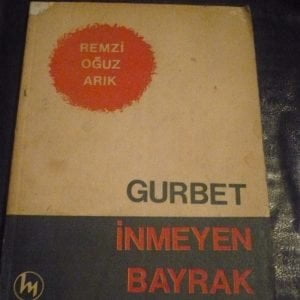 REMZİ
OĞUZ
ARIK
GURBET
İNMEYEN
BAYRAK